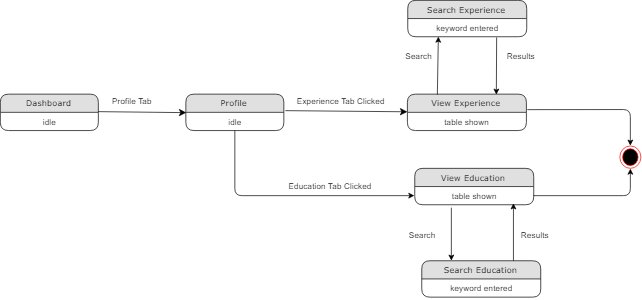 Search Experience
keyword entered
Search
Results
Dashboard
idle
Profile Tab
Profile
idle
Experience Tab Clicked
View Experience
table shown
Education Tab Clicked
View Education
table shown
Search
Results
Search Education
keyword entered